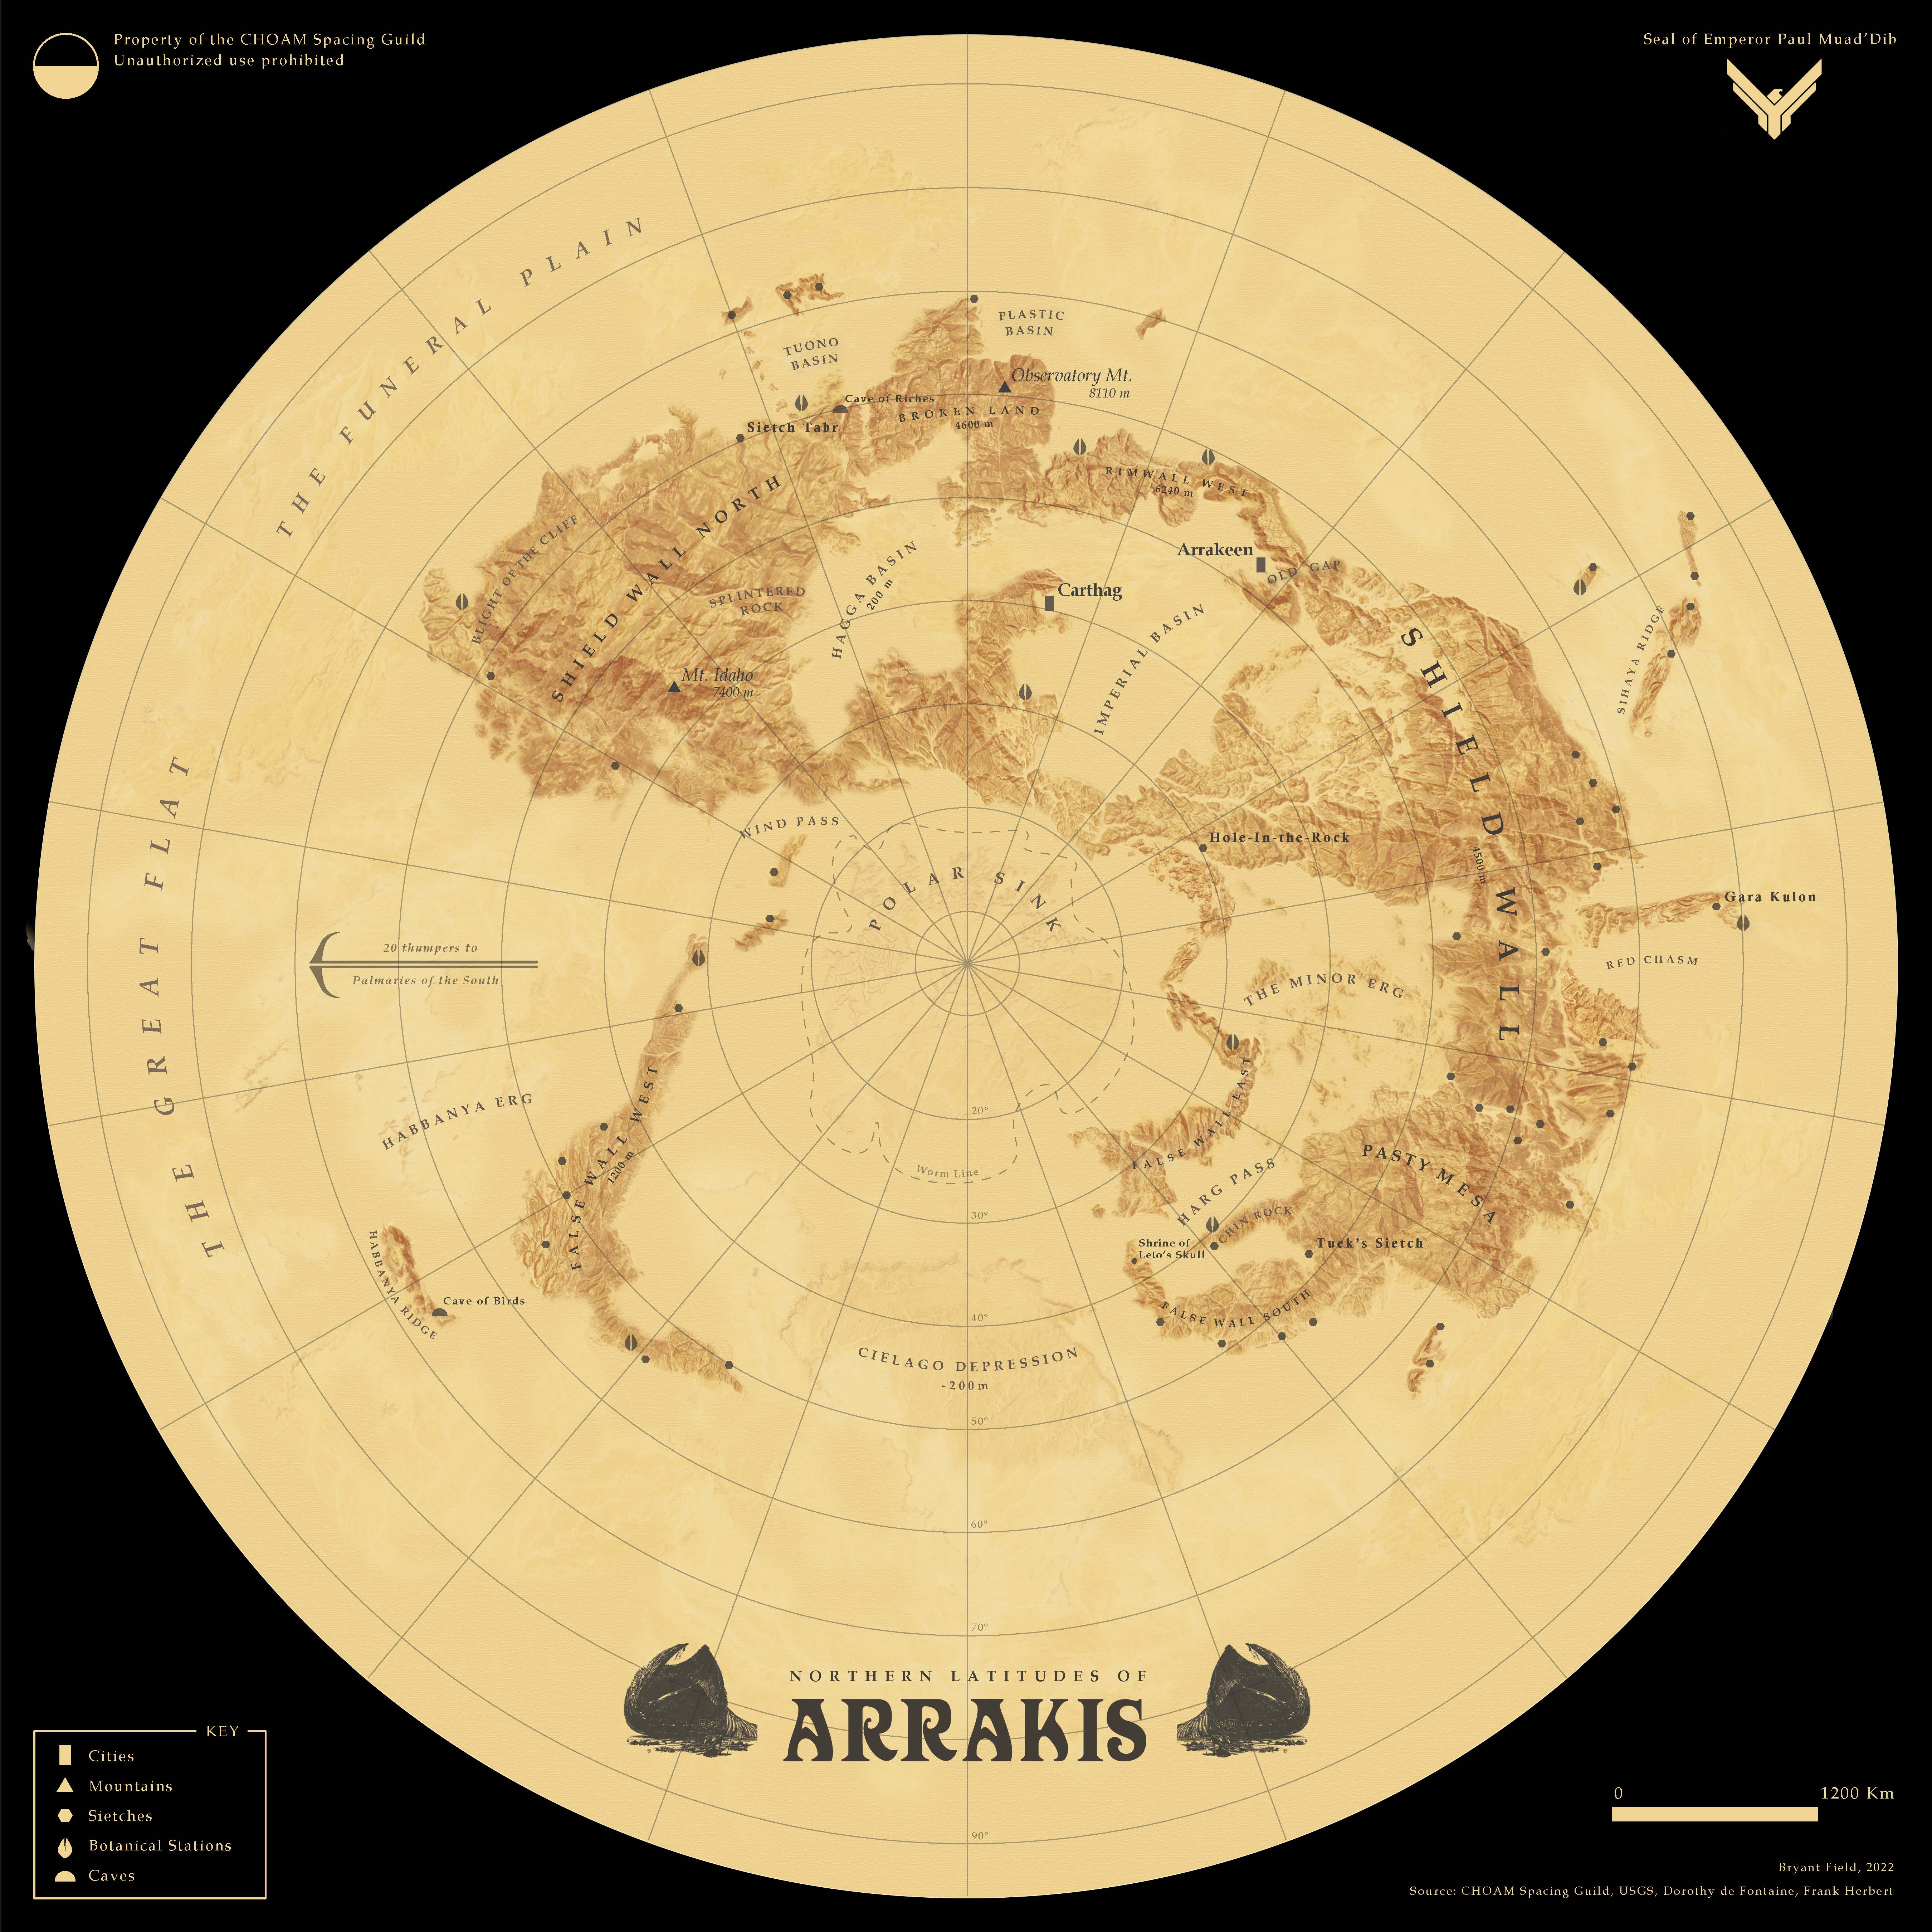 Property of the CHOAM Spacing Guild
Unauthorized use prohibited
Seal of Emperor Paul Muad’Dib
THE FUNERAL PLAIN
PLASTIC
BASIN
TUONO
BASIN
Observatory Mt.
8110 m
Cave of Riches
BROKEN LAND
4600 m
Sietch Tabr
RIMWALL WEST
6240 m
SHIELD WALL NORTH
BLIGHT OF THE CLIFF
Arrakeen
OLD GAP
HAGGA BASIN
200 m
SPLINTERED
ROCK
Carthag
IMPERIAL BASIN
SHIELD WALL
4500 m
SIHAYA RIDGE
Mt. Idaho
7400 m
THE GREAT FLAT
WIND PASS
Hole-In-the-Rock
POLAR SINK
Gara Kulon
20 thumpers to
Palmaries of the South
RED CHASM
THE MINOR ERG
HABBANYA ERG
FALSE WALL WEST
1200 m
20°
FALSE WALL EAST
Worm Line
PASTY MESA
HARG PASS
30°
CHIN ROCK
Shrine of
Leto’s Skull
Tuek’s Sietch
HABBANYA RIDGE
Cave of Birds
FALSE WALL SOUTH
40°
CIELAGO DEPRESSION
-200m
50°
60°
70°
NORTHERN LATITUDES OF
ARRAKIS
90°
KEY
Cities
Mountains
Sietches
Botanical Stations
Caves
0 1200 Km
Bryant Field, 2022
Source: CHOAM Spacing Guild, USGS, Dorothy de Fontaine, Frank Herbert